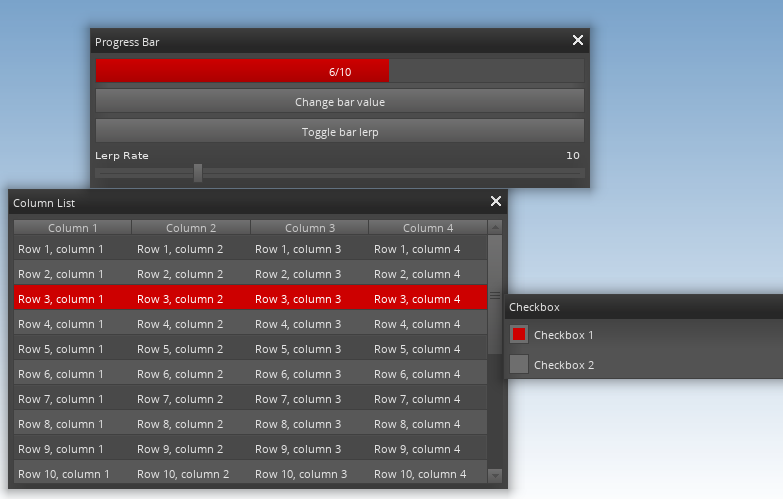 Progress Bar
6/10
Change bar value
Toggle bar lerp
Lerp Rate 10
Column List
Column 1 Column 2 Column 3 Column 4
Row 1, column 1 Row 1, column 2 Row 1, column 3 Row 1, column 4
Row 2, column 1 Row 2, column 2 Row 2, column 3 Row 2, column 4
Row 3, column 1 Row 3, column 2 Row 3, column 3 Row 3, column 4
Row 4, column 1 Row 4, column 2 Row 4, column 3 Row 4, column 4
Row 5, column 1 Row 5, column 2 Row 5, column 3 Row 5, column 4
Row 6, column 1 Row 6, column 2 Row 6, column 3 Row 6, column 4
Row 7, column 1 Row 7, column 2 Row 7, column 3 Row 7, column 4
Row 8, column 1 Row 8, column 2 Row 8, column 3 Row 8, column 4
Row 9, column 1 Row 9, column 2 Row 9, column 3 Row 9, column 4
Row 10, column 1 Row 10, column 2 Row 10, column 3 Row 10, column 4
Checkbox
Checkbox 1
Checkbox 2